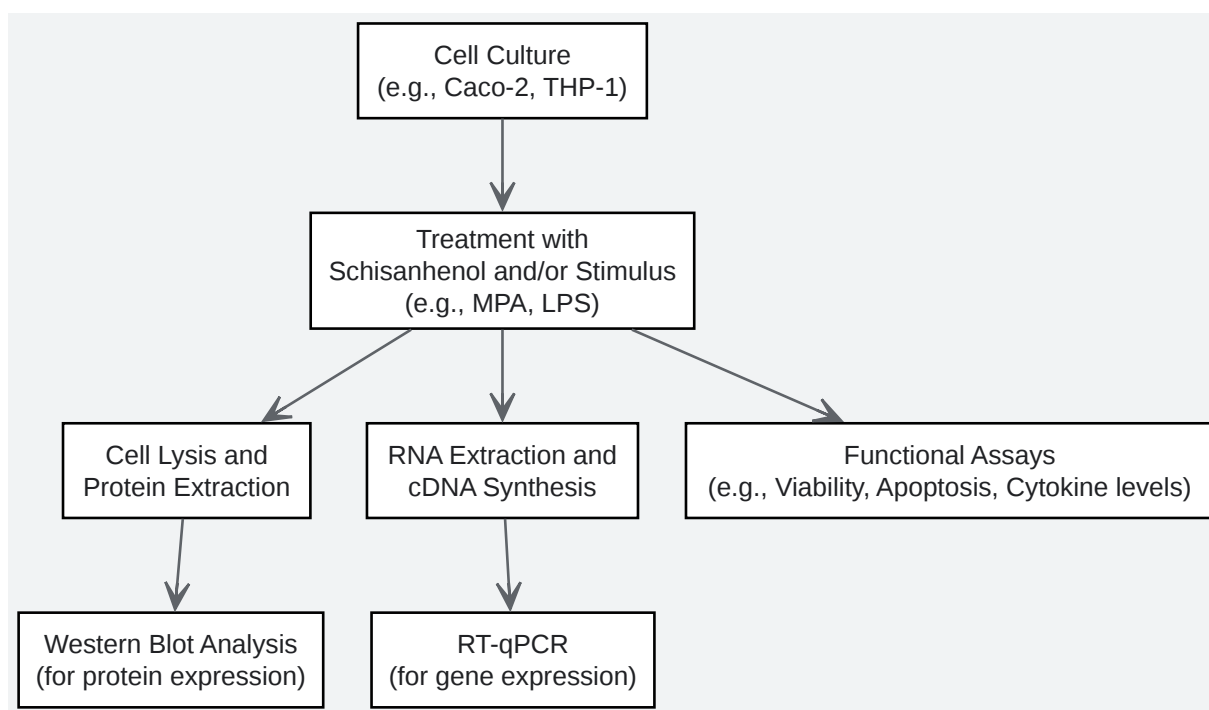 Cell Culture
(e.g., Caco-2, THP-1)
Treatment with
Schisanhenol and/or Stimulus
(e.g., MPA, LPS)
Cell Lysis and
Protein Extraction
RNA Extraction and
cDNA Synthesis
Functional Assays
(e.g., Viability, Apoptosis, Cytokine levels)
Western Blot Analysis
(for protein expression)
RT-qPCR
(for gene expression)